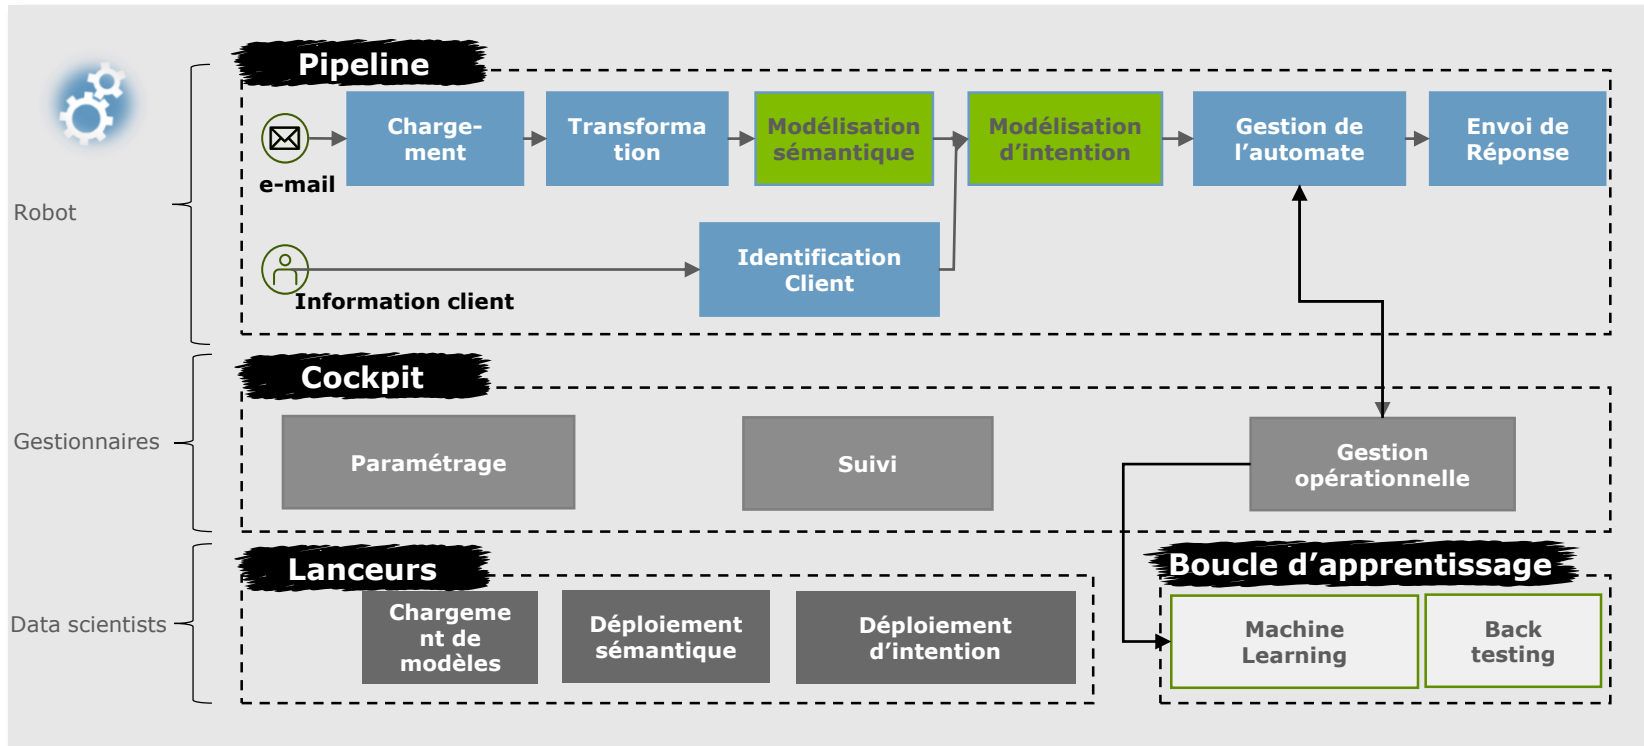 Pipeline
Charge-
ment
Transforma
tion
Modélisation
sémantique
Modélisation
d’intention
Gestion de
l’automate
Envoi de
Réponse
e-mail
Robot
Identification
Client
Information client
Cockpit
Gestionnaires
Paramétrage
Suivi
Gestion
opérationnelle
Lanceurs
Boucle d’apprentissage
Data scientists
Chargeme
nt de
modèles
Déploiement
sémantique
Déploiement
d’intention
Machine
Learning
Back
testing